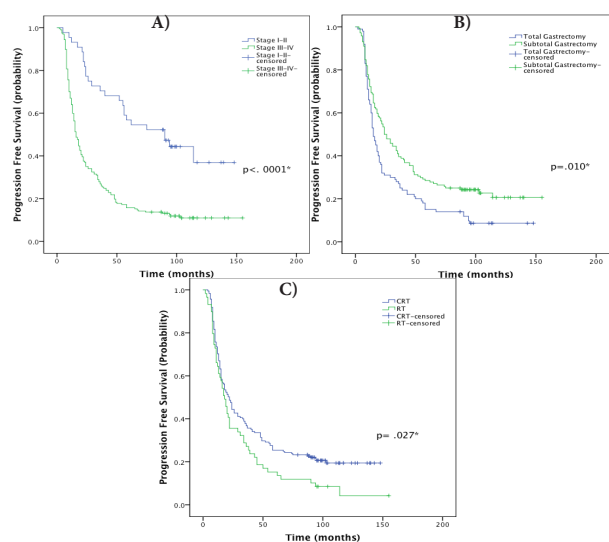 A)
Stage I-II
Stage III-IV
Stage I-II-
censored
Stage III-IV-
censored
Progression Free Survival (probability)
1.0
0.8
0.6
0.4
0.2
0.0
p<. 0001*
0
50
100
150
200
Time (months)
B)
Total Gastrectomy
Subtotal Gastrectomy
Total Gastrectomy-
censored
Subtotal Gastrectomy-
censored
Progression Free Survival (Probability)
1.0
0.8
0.6
0.4
0.2
0.0
p=.010*
0
50
100
150
200
Time (months)
C)
CRT
RT
CRT-censored
RT-censored
Progression Free Survival (Probability)
1.0
0.8
0.6
0.4
0.2
0.0
p= .027*
0
50
100
150
200
Time (months)